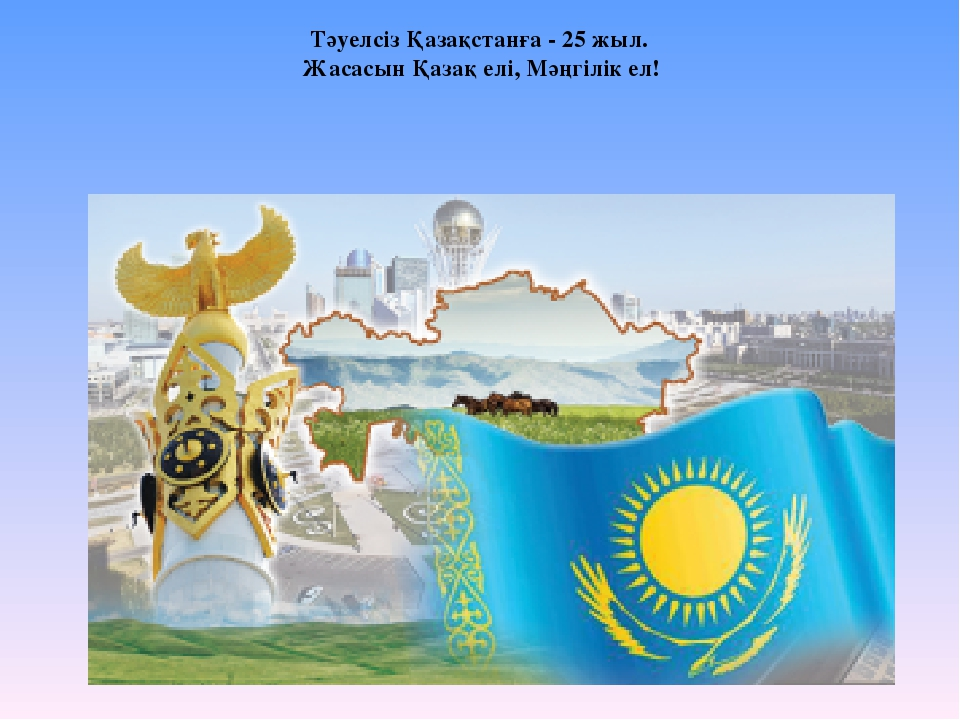 Тәуелсіз Қазақстанға - 25 жыл.
Жасасын Қазақ елі, Мәңгілік ел!